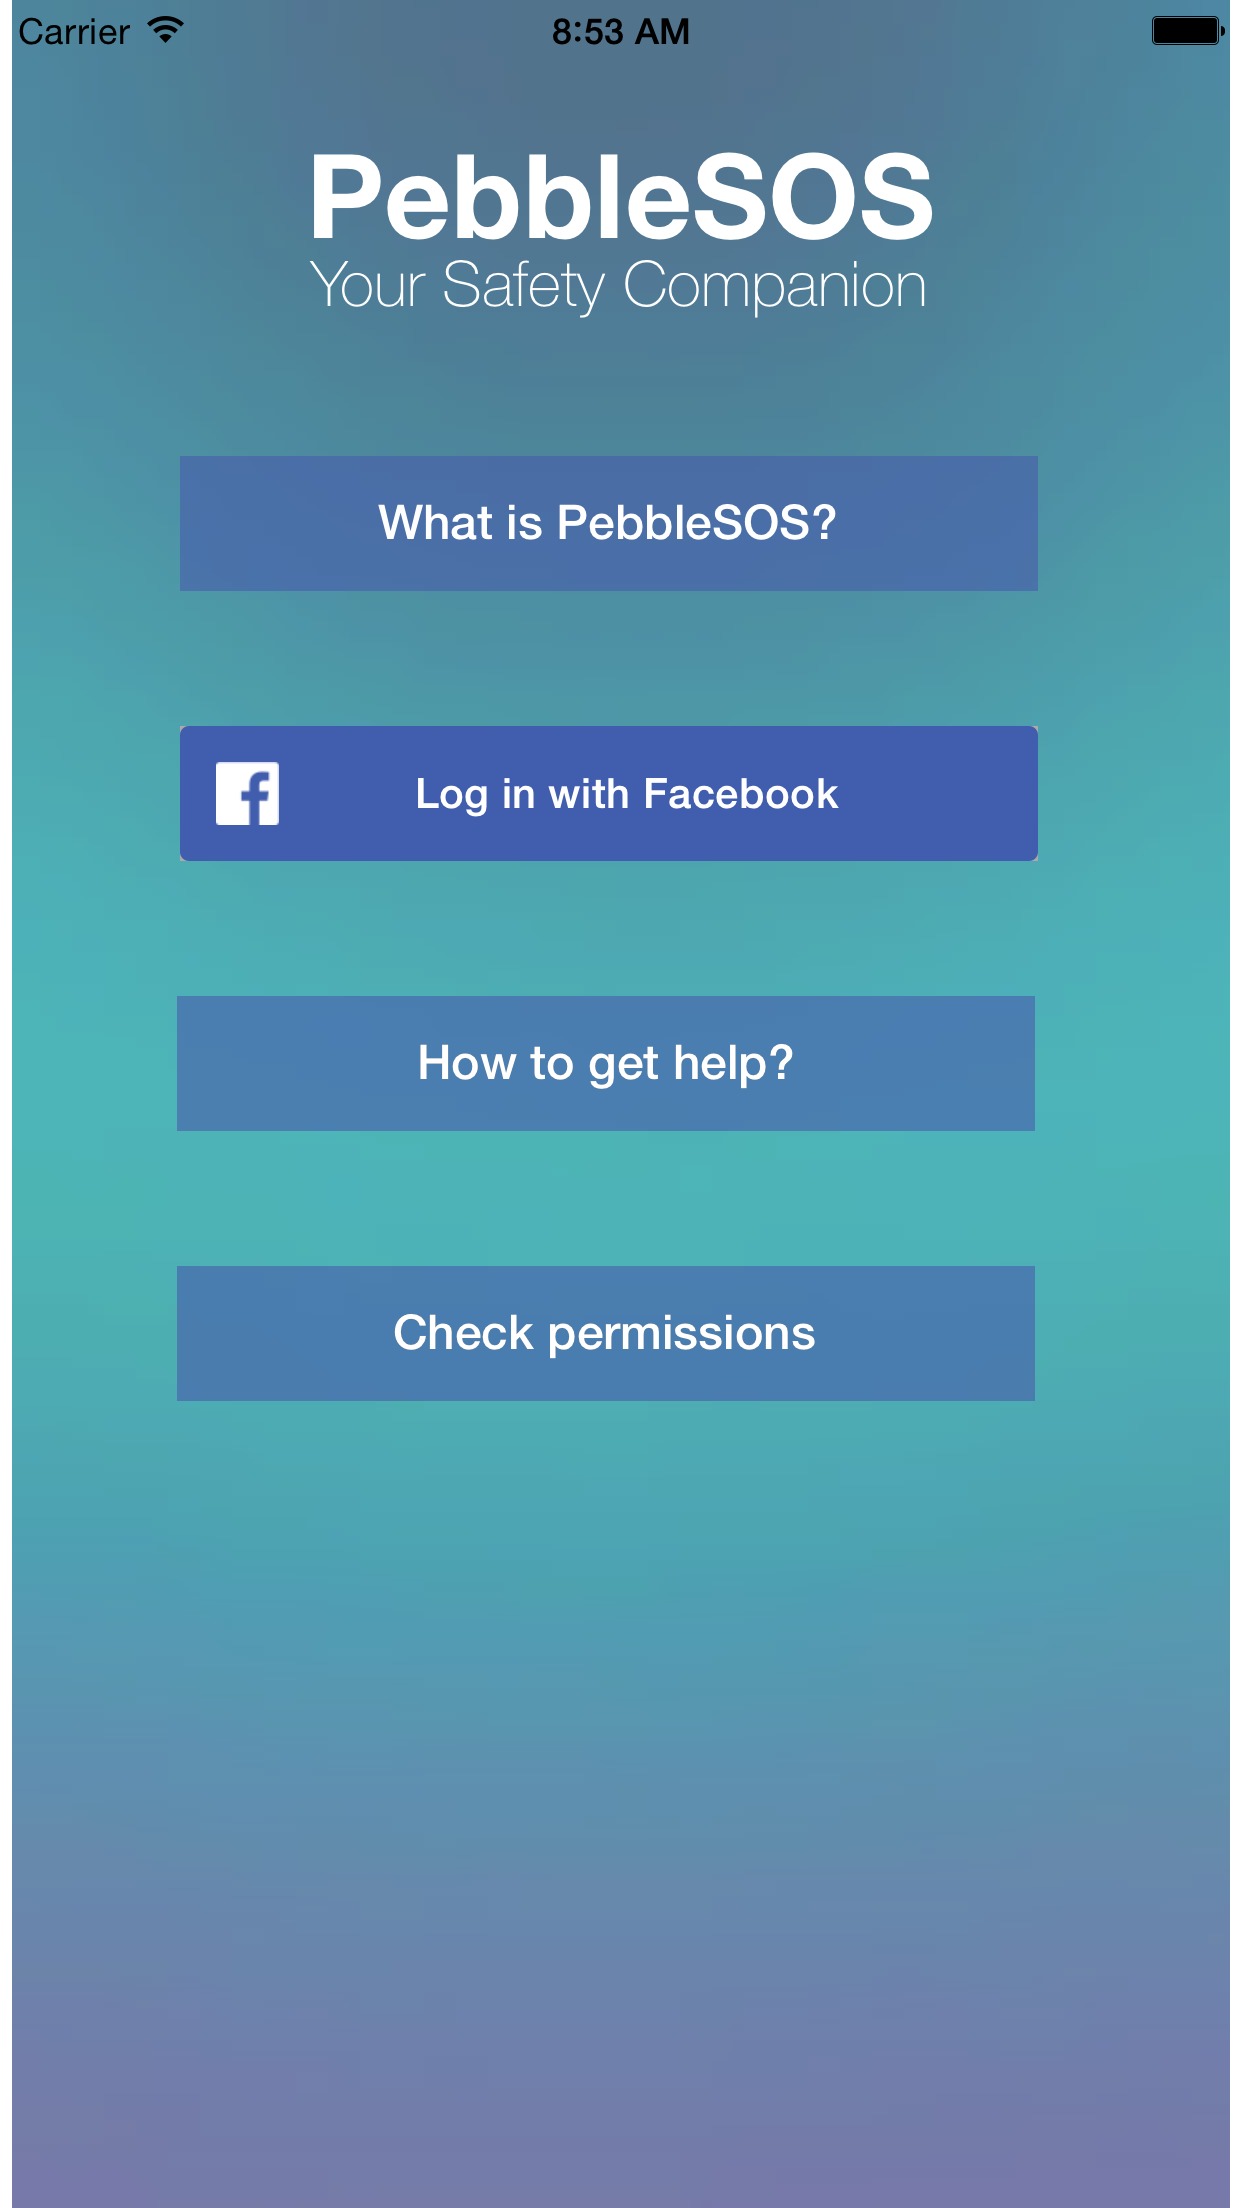 Carrier 8:53 AM
PebbleSOS
Your Safety Companion
What is PebbleSOS?
Log in with Facebook
How to get help?
Check permissions